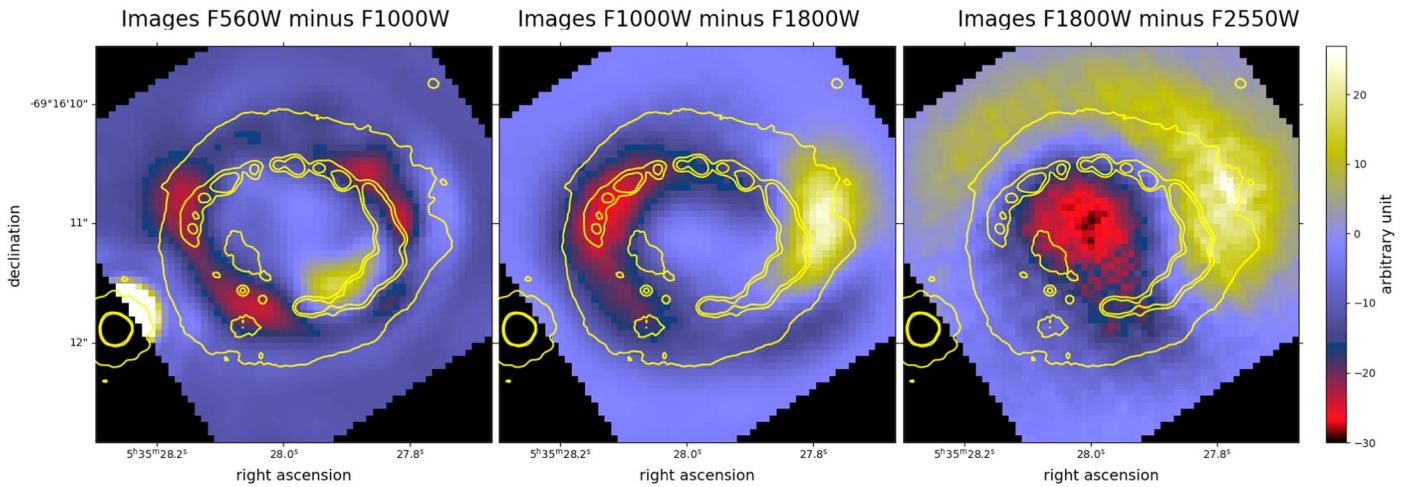 Images F560W minus F1000W
Images F1000W minus F1800W
Images F1800W minus F2550W
declination
-69°16'10"
11"
12"
5ʰ35ᵐ28.2ˢ
28.0ˢ
27.8ˢ
right ascension
5ʰ35ᵐ28.2ˢ
28.0ˢ
27.8ˢ
right ascension
5ʰ35ᵐ28.2ˢ
28.0ˢ
27.8ˢ
right ascension
20
10
0
−10
−20
−30
arbitrary unit